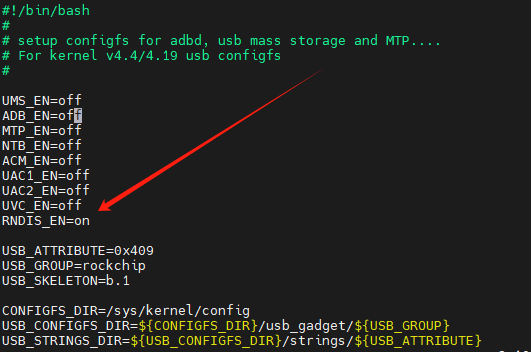 #!/bin/bash
#
# setup configfs for adbd, usb mass storage and MTP....
# For kernel v4.4/4.19 usb configfs
#
UMS_EN=off
ADB_EN=off
MTP_EN=off
NTB_EN=off
ACM_EN=off
UAC1_EN=off
UAC2_EN=off
UVC_EN=off
RNDIS_EN=on
USB_ATTRIBUTE=0x409
USB_GROUP=rockchip
USB_SKELETON=b.1
CONFIGFS_DIR=/sys/kernel/config
USB_CONFIGFS_DIR=${CONFIGFS_DIR}/usb_gadget/${USB_GROUP}
USB_STRINGS_DIR=${USB_CONFIGFS_DIR}/strings/${USB_ATTRIBUTE}